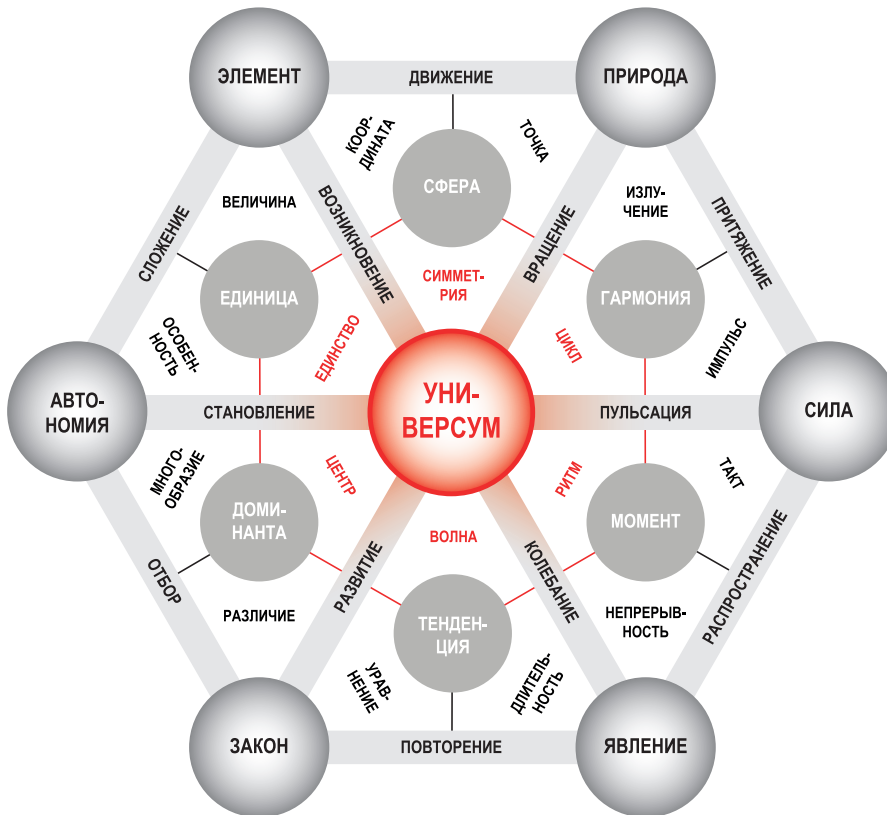 ЭЛЕМЕНТ
ДВИЖЕНИЕ
ПРИРОДА
КООР-
ДИНАТА
ТОЧКА
СФЕРА
ВЕЛИЧИНА
ИЗЛУ-
ЧЕНИЕ
СЛОЖЕНИЕ
ВОЗНИКНОВЕНИЕ
ВРАЩЕНИЕ
ПРИТЯЖЕНИЕ
СИММЕТ-
РИЯ
ЕДИНИЦА
ГАРМОНИЯ
ОСОБЕН-
НОСТЬ
ЕДИНСТВО
ЦИКЛ
ИМПУЛЬС
АВТО-
НОМИЯ
СТАНОВЛЕНИЕ
УНИ-
ВЕРСУМ
ПУЛЬСАЦИЯ
СИЛА
МНОГО-
ОБРАЗИЕ
ЦЕНТР
РИТМ
ТАКТ
ДОМИ-
НАНТА
ВОЛНА
МОМЕНТ
ОТБОР
РАЗВИТИЕ
КОЛЕБАНИЕ
РАСПРОСТРАНЕНИЕ
РАЗЛИЧИЕ
ТЕНДЕН-
ЦИЯ
НЕПРЕРЫВ-
НОСТЬ
УРАВ-
НЕНИЕ
ДЛИТЕЛЬ-
НОСТЬ
ЗАКОН
ПОВТОРЕНИЕ
ЯВЛЕНИЕ